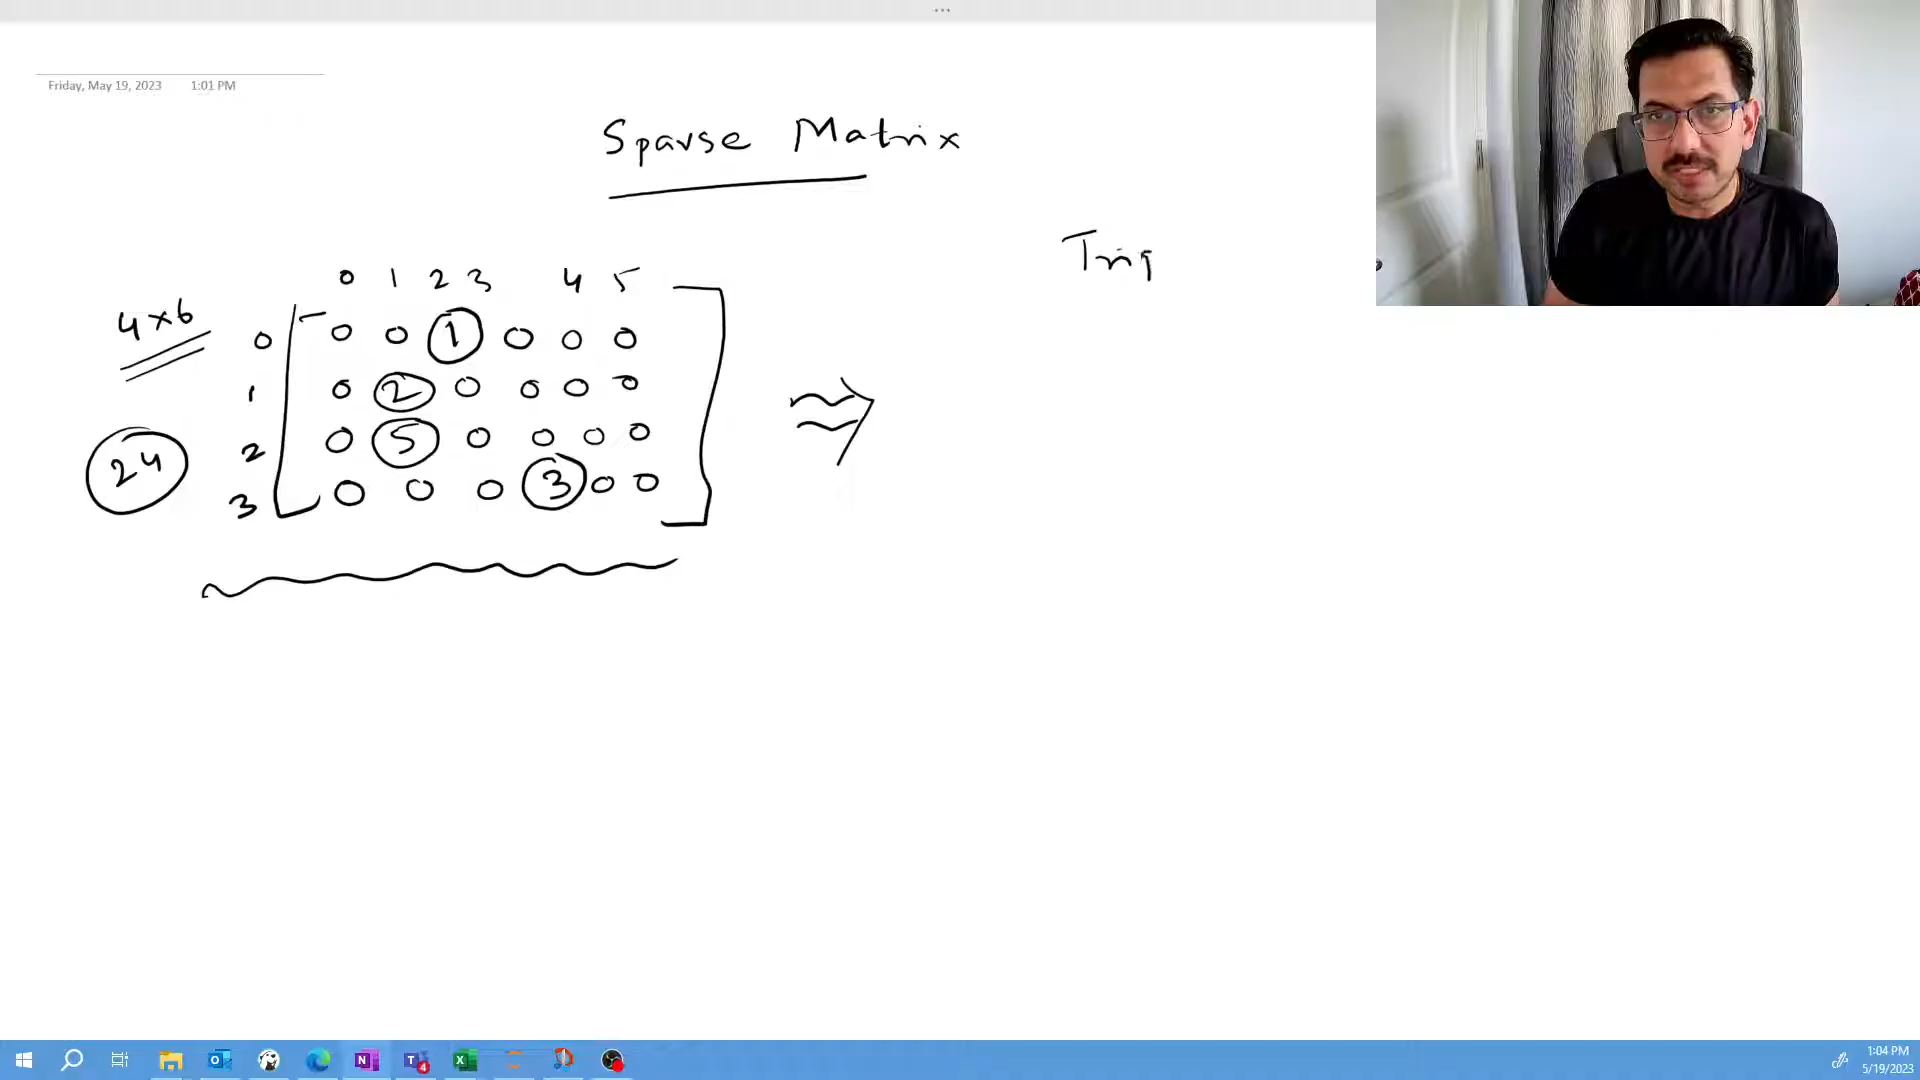 Friday, May 19, 2023 1:01 PM
Sparse Matrix
Trip
0 1 2 3 4 5
4x6
0 0 0 1 0 0 0
1 0 2 0 0 0 0
2 0 5 0 0 0 0
24
3 0 0 0 3 0 0
1:04 PM
5/19/2023